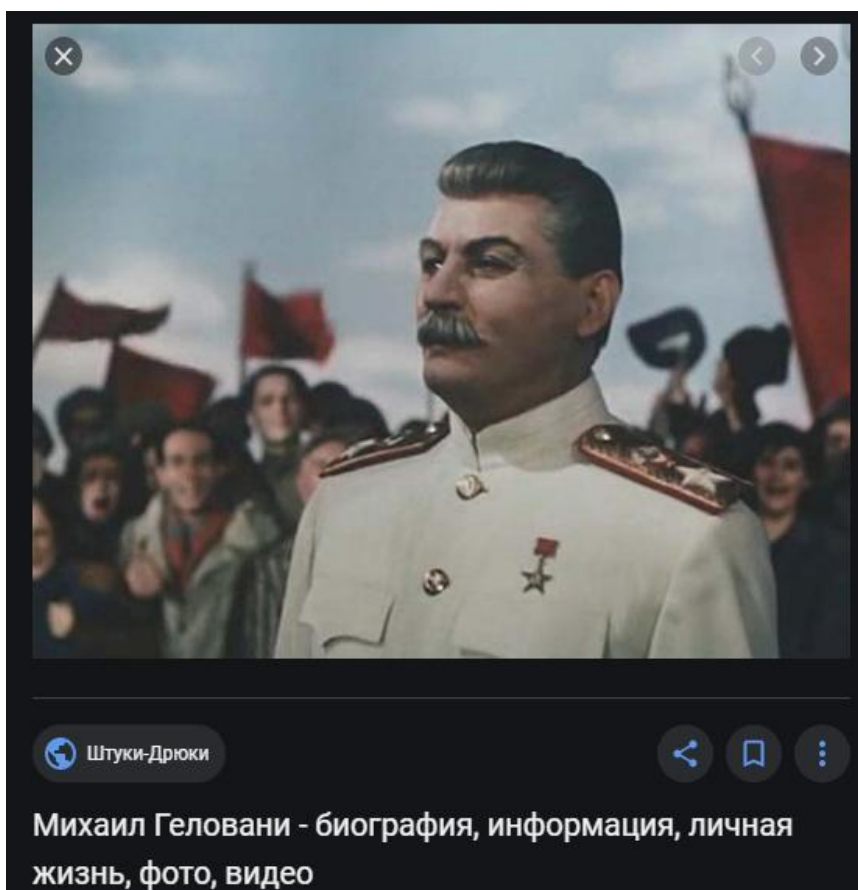 Штуки-Дрюки
Михаил Геловани - биография, информация, личная
жизнь, фото, видео